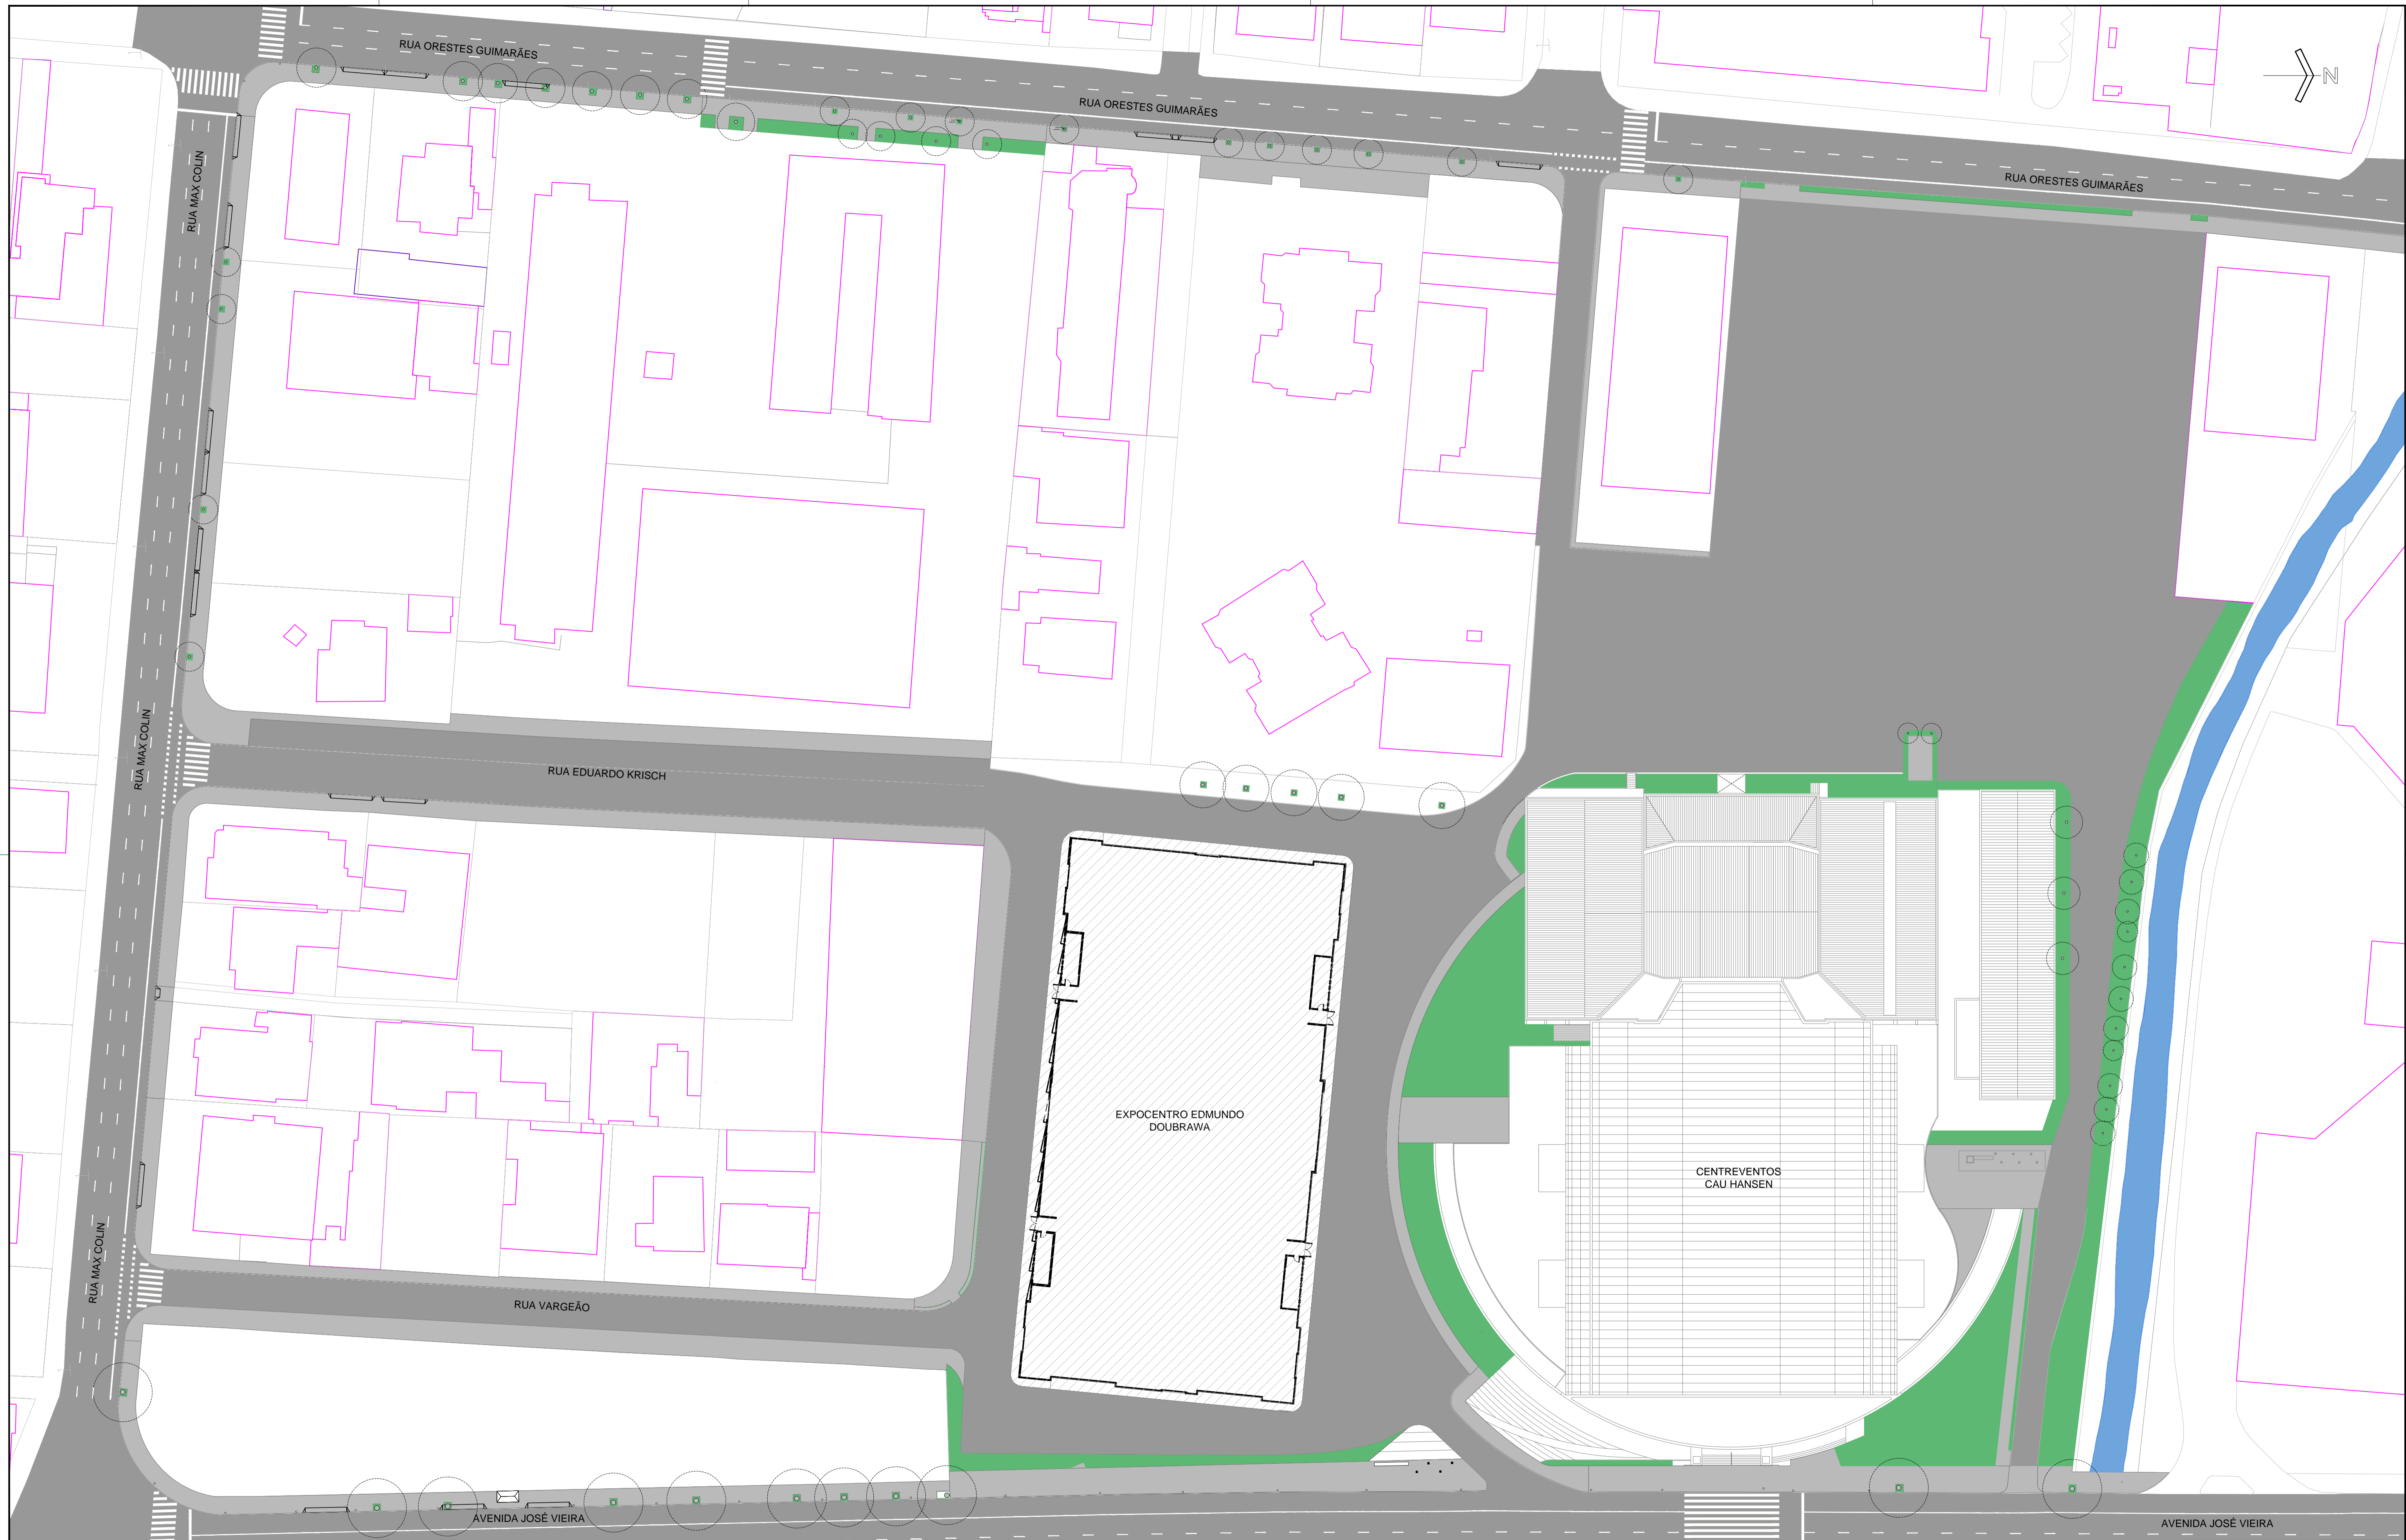 RUA ORESTES GUIMARÃES
RUA ORESTES GUIMARÃES
N
RUA MAX COLIN
RUA ORESTES GUIMARÃES
RUA MAX COLIN
RUA EDUARDO KRISCH
EXPOCENTRO EDMUNDO
DOUBRAWA
CENTREVENTOS
CAU HANSEN
RUA MAX COLIN
RUA VARGEÃO
AVENIDA JOSÉ VIEIRA
AVENIDA JOSÉ VIEIRA